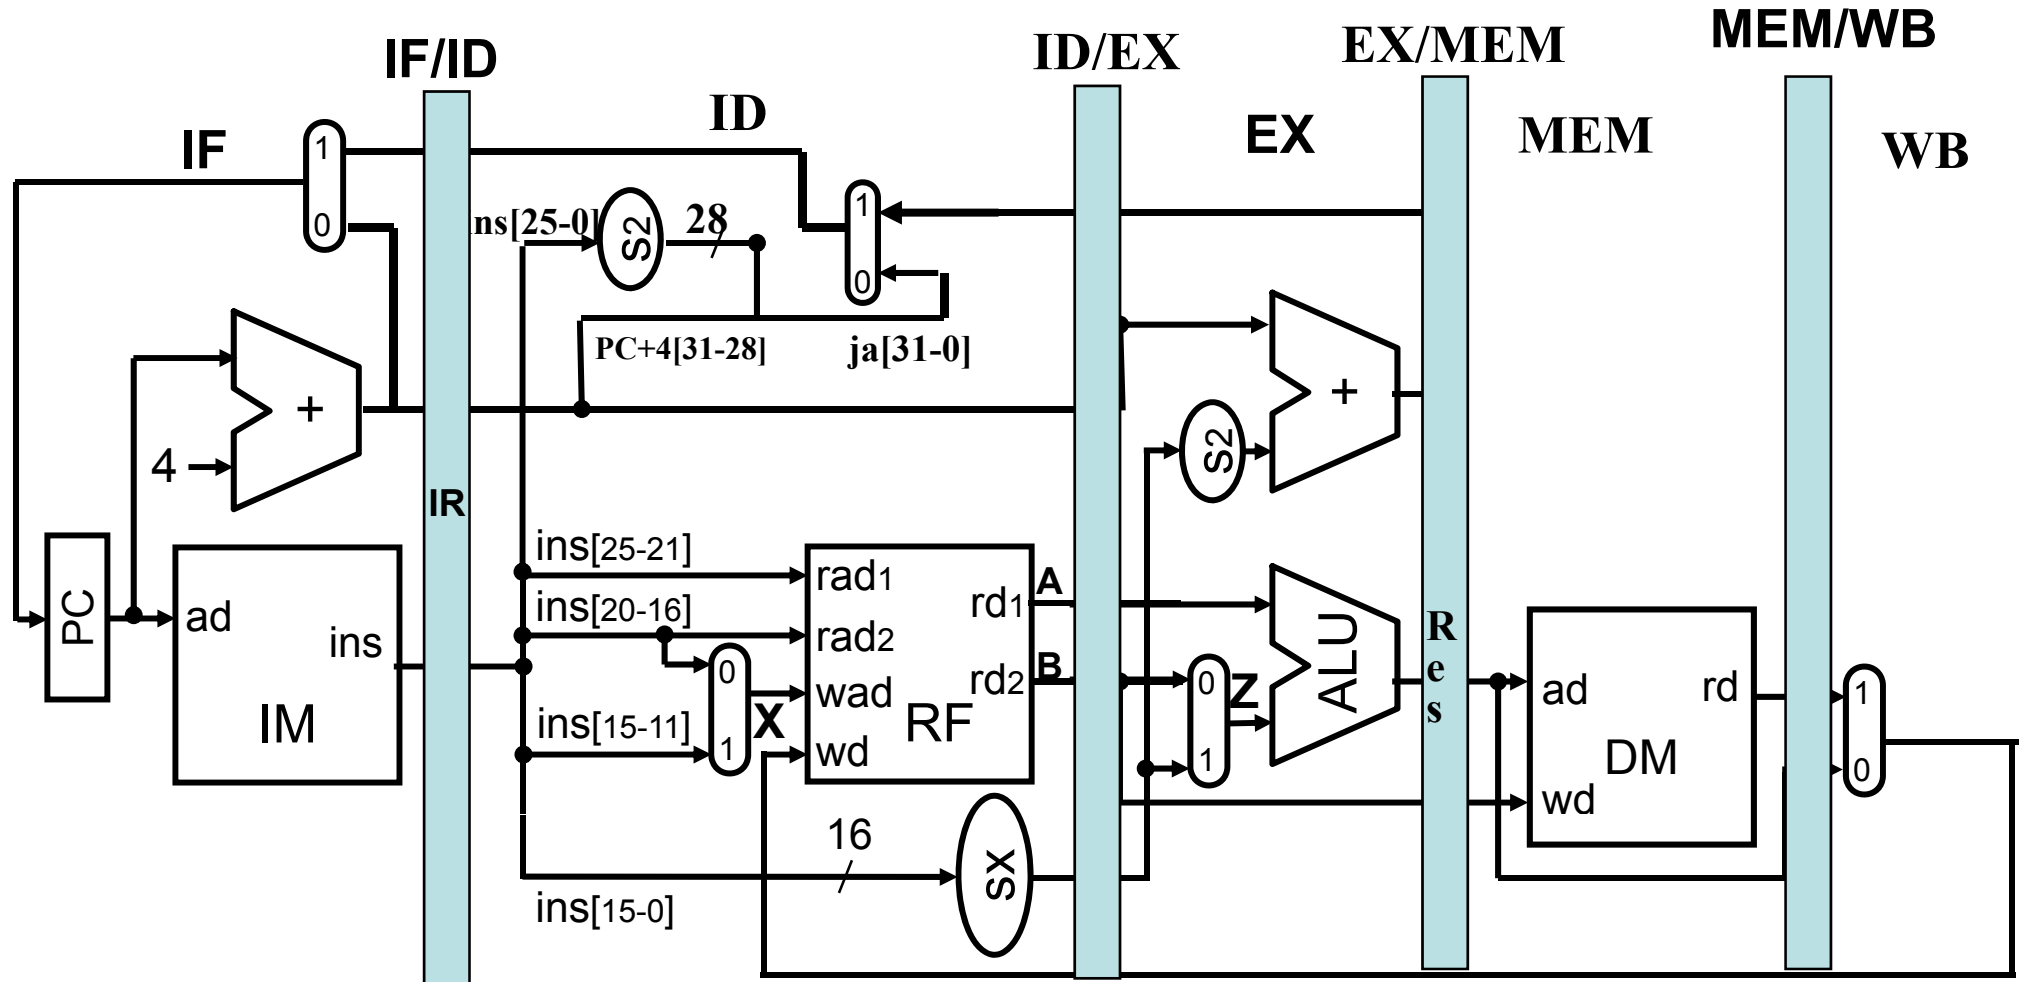 IF/ID
ID/EX
EX/MEM
MEM/WB
IF
ID
EX
MEM
WB
1
0
ns[25-0]
S2
28
1
0
PC+4[31-28]
ja[31-0]
+
4
+
S2
IR
PC
ad
ins
IM
ins[25-21]
ins[20-16]
ins[15-11]
ins[15-0]
16
0
1
X
rad1
rad2
wad
wd
rd1
rd2
RF
A
B
sx
0
1
Z
ALU
R
e
s
ad
rd
DM
wd
1
0